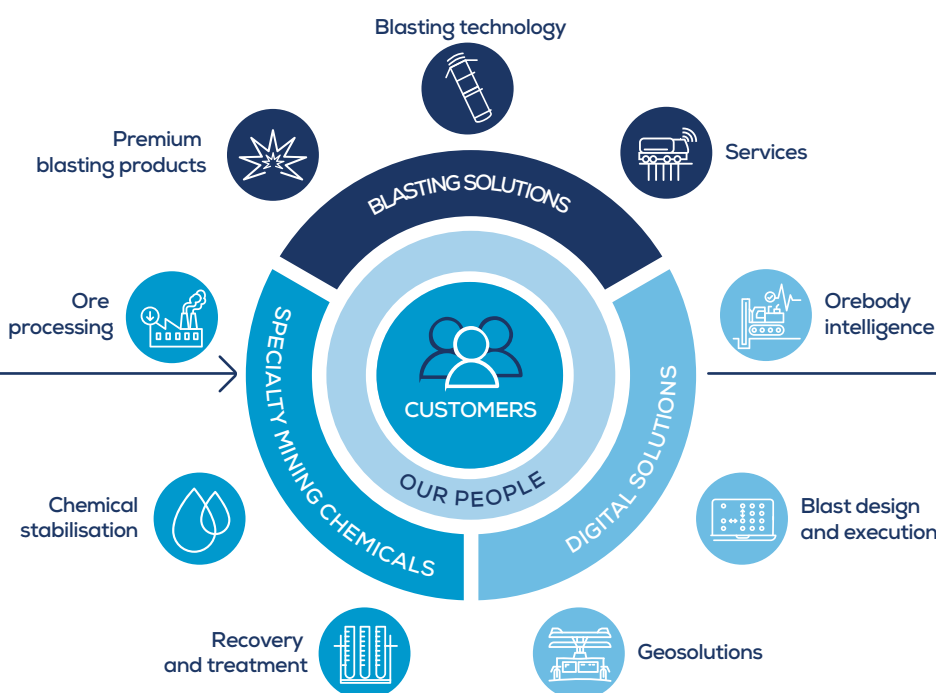 Blasting technology
Premium
blasting products
Services
BLASTING SOLUTIONS
Ore
processing
Orebody
intelligence
SPECIALTY MINING CHEMICALS
CUSTOMERS
OUR PEOPLE
DIGITAL SOLUTIONS
Chemical
stabilisation
Blast design
and execution
Recovery
and treatment
Geosolutions